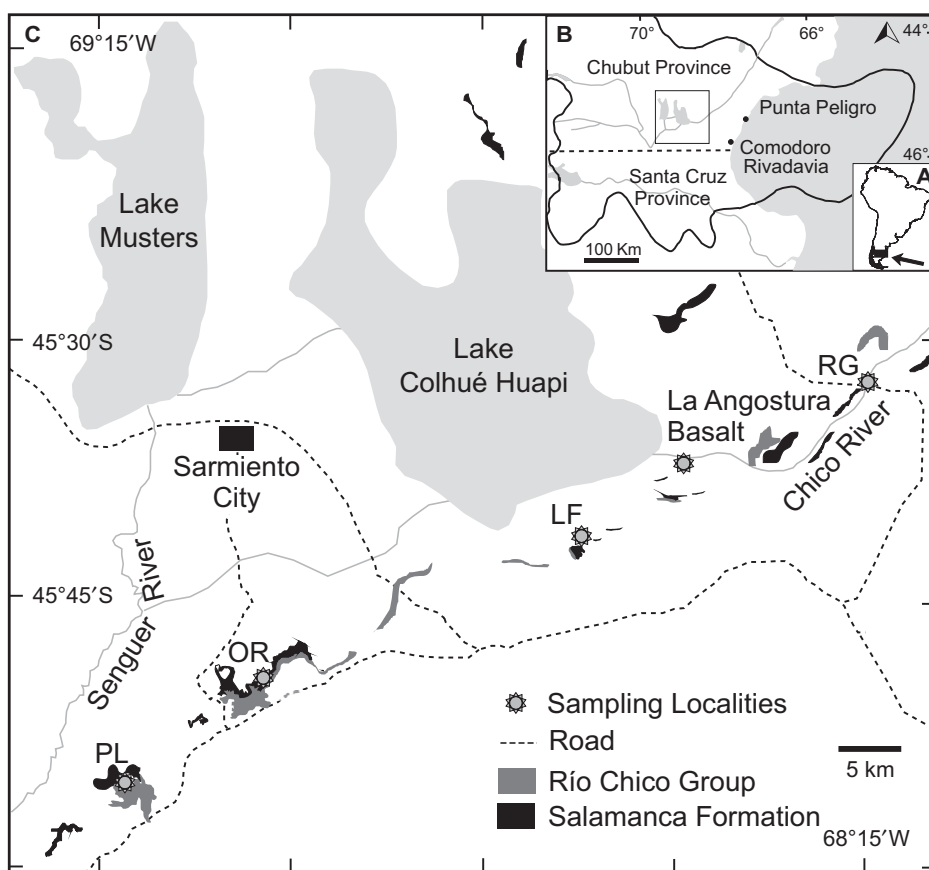 C
69°15′W
Lake
Musters
45°30′S
Lake
Colhué Huapi
Sarmiento
City
La Angostura
Basalt
RG
Chico River
LF
45°45′S
Senguer River
OR
PL
Sampling Localities
Road
Río Chico Group
Salamanca Formation
5 km
68°15′W
B
70°
66°
44°
Chubut Province
Punta Peligro
Comodoro
Rivadavia
46°
Santa Cruz
Province
100 Km
A